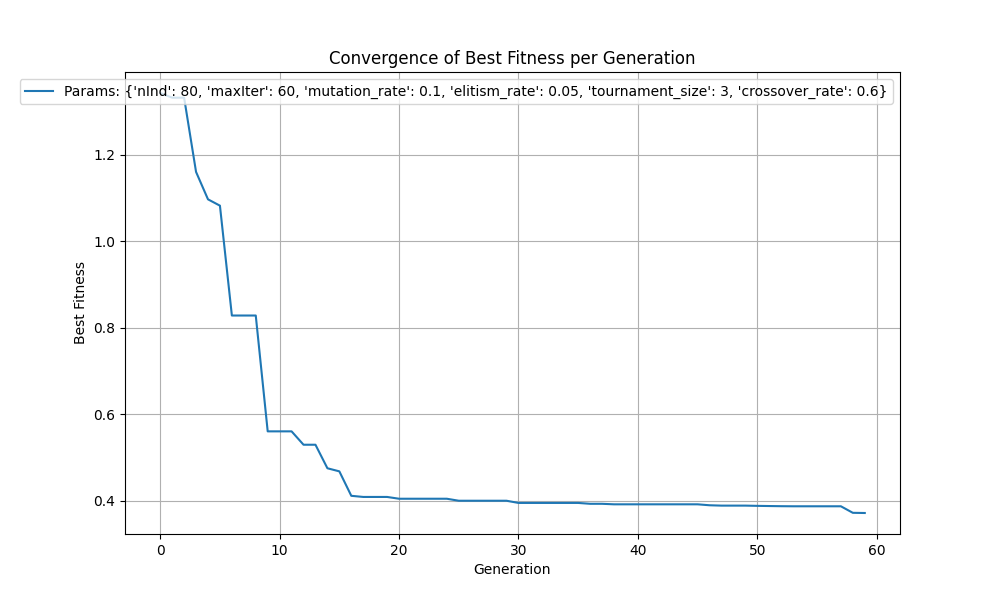 Convergence of Best Fitness per Generation
Params: {'nInd': 80, 'maxIter': 60, 'mutation_rate': 0.1, 'elitism_rate': 0.05, 'tournament_size': 3, 'crossover_rate': 0.6}
1.2
1.0
0.8
0.6
0.4
Best Fitness
0 10 20 30 40 50 60
Generation